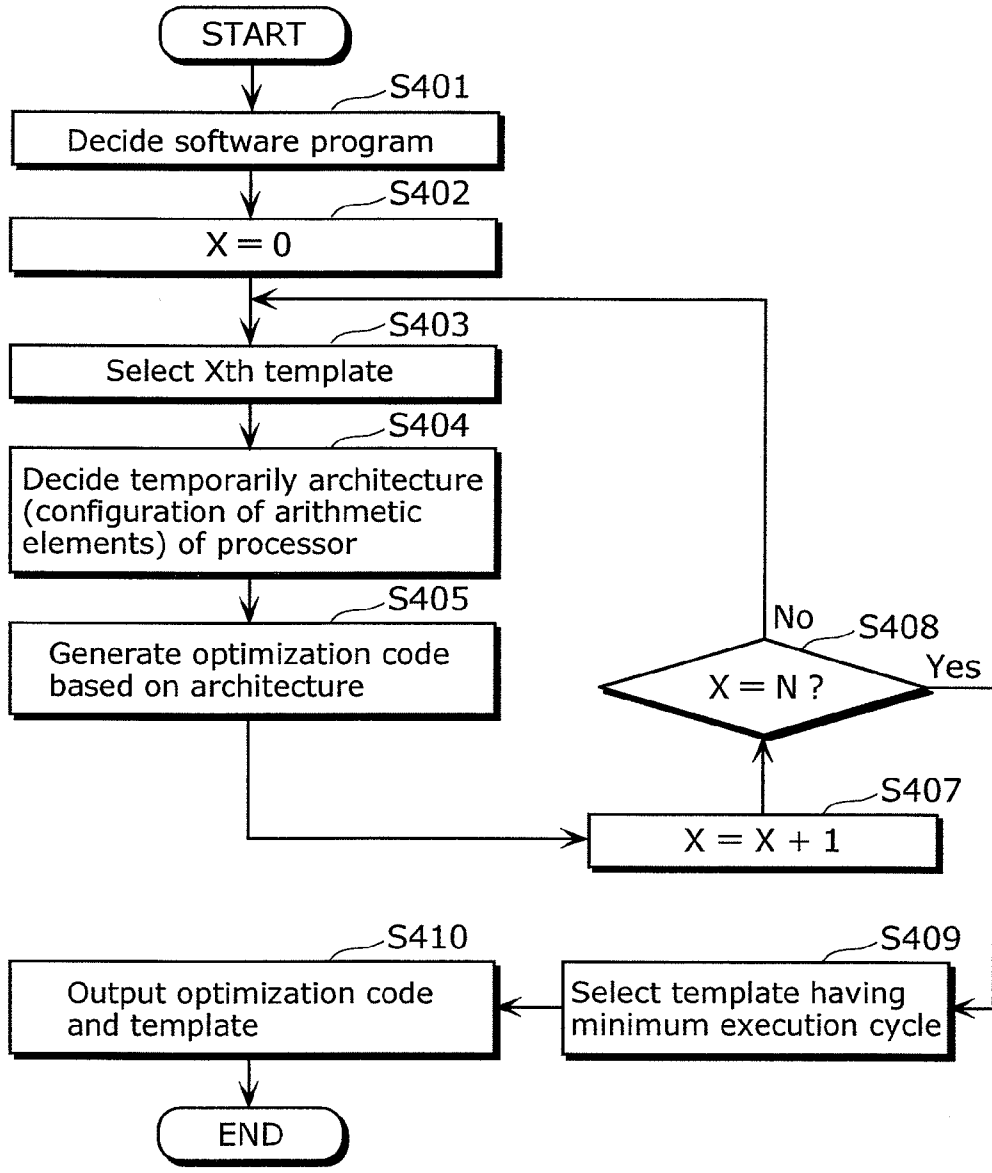 START
S401
Decide software program
S402
X = 0
S403
Select Xth template
S404
Decide temporarily architecture
(configuration of arithmetic
elements) of processor
S405
Generate optimization code
based on architecture
No
S408
Yes
X = N ?
S407
X = X + 1
S409
Select template having
minimum execution cycle
S410
Output optimization code
and template
END